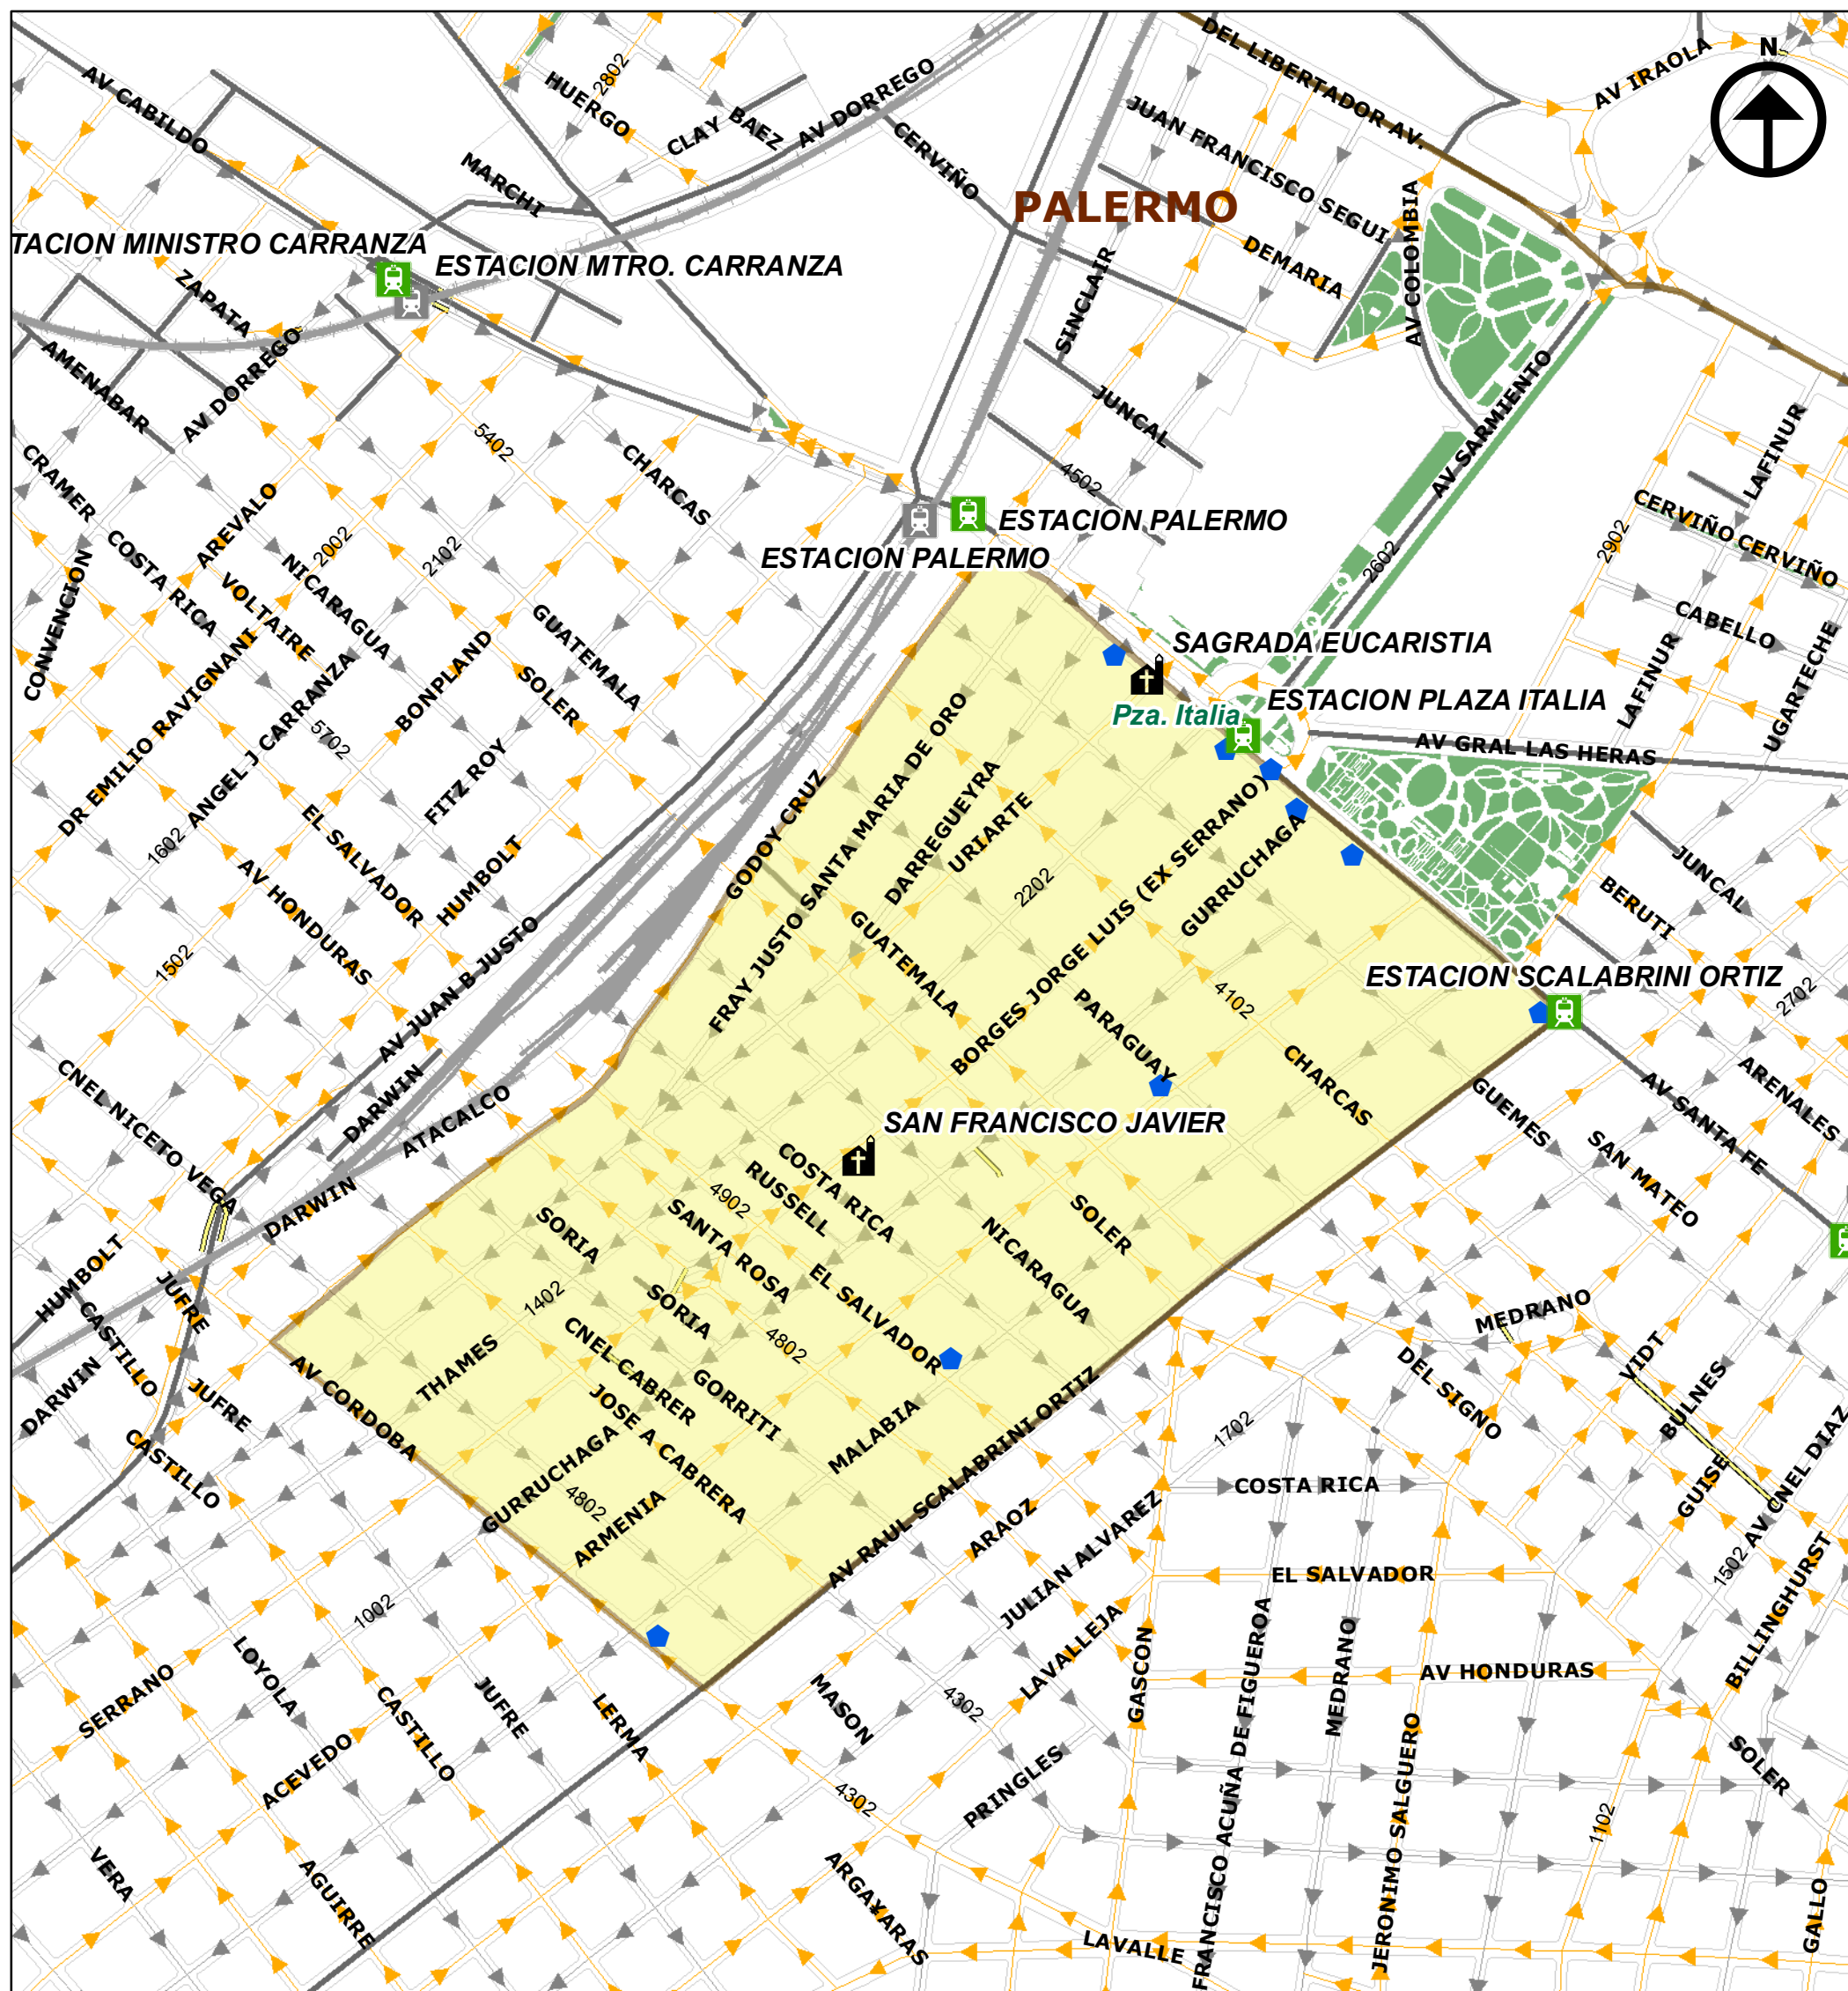 DEL LIBERTADOR AV.
AV IRAOLA
N
AV CABILDO
HUERGO
2802
CLAY
BAEZ
AV DORREGO
CERVIÑO
JUAN FRANCISCO SEGUI
MARCHI
PALERMO
AV COLOMBIA
TACION MINISTRO CARRANZA
ESTACION MTRO. CARRANZA
DEMARIA
ZAPATA
SINCLAIR
AMENABAR
AV DORREGO
JUNCAL
AV SARMIENTO
LAFINUR
CRAMER
5402
CHARCAS
4502
CERVIÑO
CERVIÑO
AREVALO
ESTACION PALERMO
ESTACION PALERMO
2002
2102
2602
2902
COSTA RICA
NICARAGUA
VOLTAIRE
CONVENCION
GUATEMALA
CABELLO
SAGRADA EUCARISTIA
BONPLAND
SOLER
LAFINUR
UGARTECHE
DR EMILIO RAVIGNANI
ANGEL J CARRANZA
ESTACION PLAZA ITALIA
Pza. Italia
5702
AV GRAL LAS HERAS
FITZ ROY
FRAY JUSTO SANTA MARIA DE ORO
DARREGUEYRA
URIARTE
GODOY CRUZ
1602
EL SALVADOR
HUMBOLT
GURRUCHAGA
BORGES JORGE LUIS (EX SERRANO)
2202
JUNCAL
BERUTI
AV HONDURAS
GUATEMALA
1502
AV JUAN B JUSTO
ESTACION SCALABRINI ORTIZ
4102
2702
PARAGUAY
CNEL NICETO VEGA
DARWIN
ATACALCO
CHARCAS
GUEMES
AV SANTA FE
ARENALES
SAN FRANCISCO JAVIER
SAN MATEO
COSTA RICA
RUSSELL
4902
DARWIN
SORIA
SANTA ROSA
SOLER
NICARAGUA
HUMBOLT
JUFRE
EL SALVADOR
1402
SORIA
MEDRANO
CASTILLO
CNEL CABRER
4802
VIDT
THAMES
AV CORDOBA
GORRITI
DEL SIGNO
BULNES
DARWIN
JUFRE
JOSE A CABRERA
MALABIA
AV RAUL SCALABRINI ORTIZ
1702
AV CNEL DIAZ
CASTILLO
GURRUCHAGA
4802
ARMENIA
COSTA RICA
GUISE
ARAOZ
JULIAN ALVAREZ
EL SALVADOR
1502
BILLINGHURST
1002
LOYOLA
SERRANO
LAVALLEJA
GASCON
FRANCISCO ACUÑA DE FIGUEROA
MEDRANO
AV HONDURAS
CASTILLO
JUFRE
LERMA
MASON
4302
ACEVEDO
PRINGLES
JERONIMO SALGUERO
SOLER
4302
1102
VERA
AGUIRRE
ARGAÑARAS
LAVALLE
GALLO